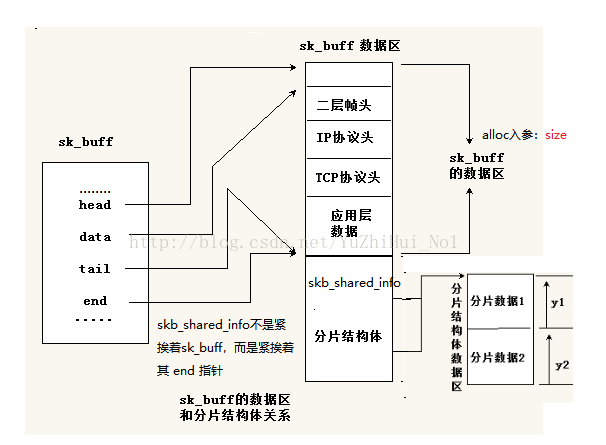 sk_buff 数据区
二层帧头
IP协议头
TCP协议头
应用层
数据
alloc入参：size
sk_buff
的数据区
sk_buff
........
head
data
tail
end
.....
http://blog.csdn.net/YuZhiHui_No1
skb_shared_info
分片结构体
skb_shared_info不是紧
挨着sk_buff，而是紧挨着
其 end 指针
分片结构体数据区
分片数据1
分片数据2
y1
y2
sk_buff的数据区
和分片结构体关系